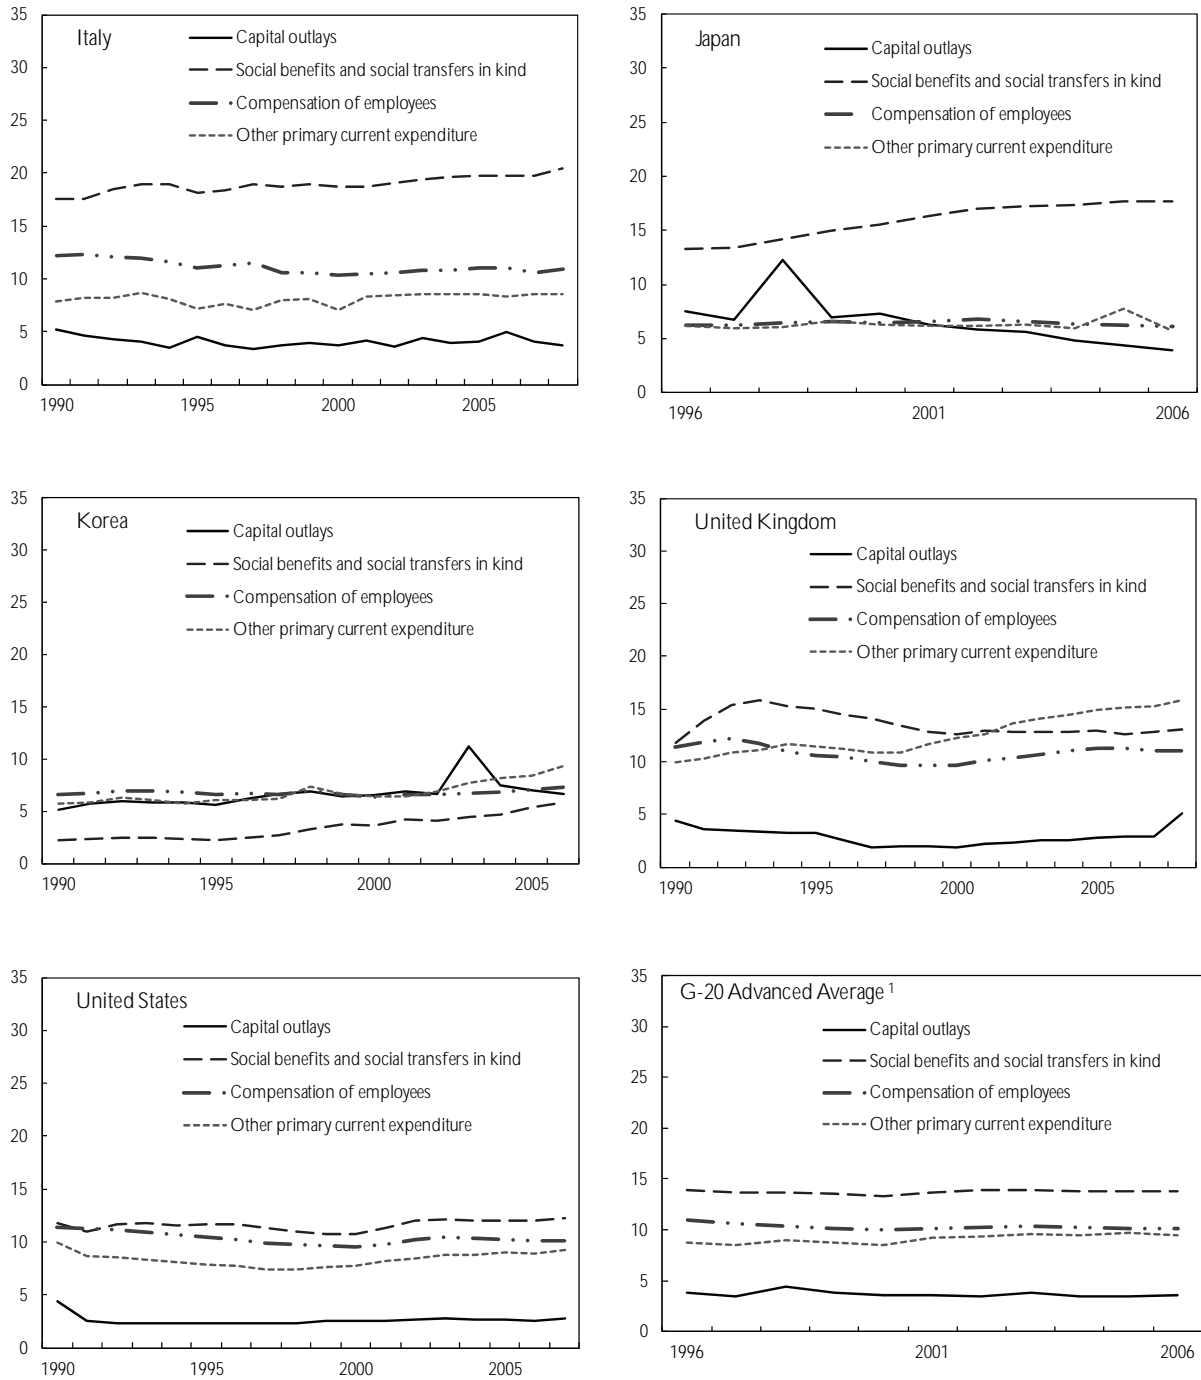 Italy
Capital outlays
Social benefits and social transfers in kind
Compensation of employees
Other primary current expenditure
35
30
25
20
15
10
5
0
1990 1995 2000 2005
Japan
Capital outlays
Social benefits and social transfers in kind
Compensation of employees
Other primary current expenditure
35
30
25
20
15
10
5
0
1996 2001 2006
Korea
Capital outlays
Social benefits and social transfers in kind
Compensation of employees
Other primary current expenditure
35
30
25
20
15
10
5
0
1990 1995 2000 2005
United Kingdom
Capital outlays
Social benefits and social transfers in kind
Compensation of employees
Other primary current expenditure
35
30
25
20
15
10
5
0
1990 1995 2000 2005
United States
Capital outlays
Social benefits and social transfers in kind
Compensation of employees
Other primary current expenditure
35
30
25
20
15
10
5
0
1990 1995 2000 2005
G-20 Advanced Average 1
Capital outlays
Social benefits and social transfers in kind
Compensation of employees
Other primary current expenditure
35
30
25
20
15
10
5
0
1996 2001 2006